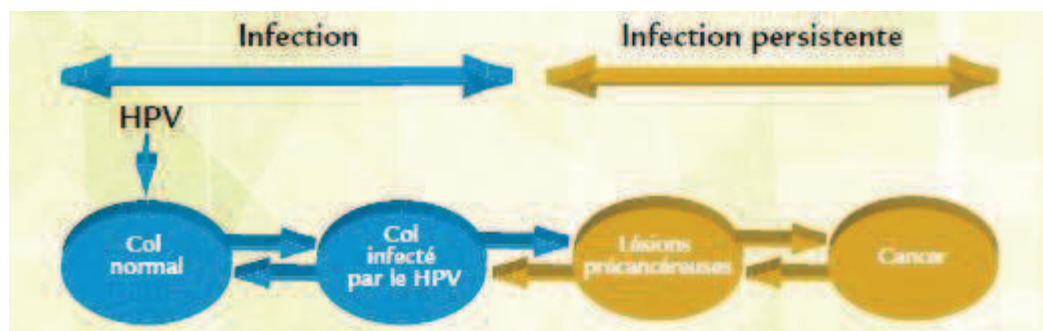 Infection
Infection persistente
HPV
Col
normal
Col
infecté
par le HPV
Lésions
précancéreuses
Cancer